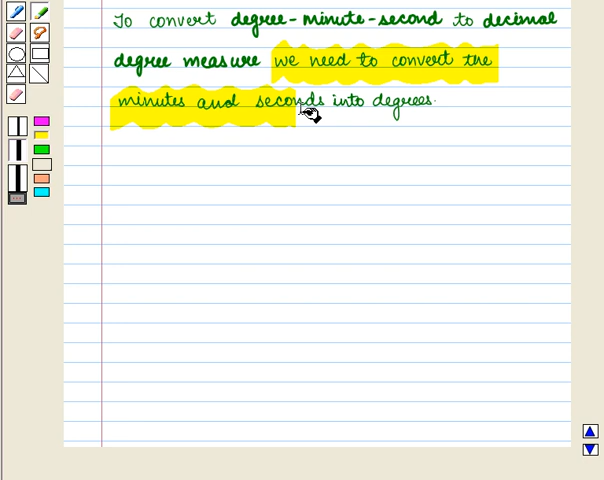 To convert degree-minute-second to decimal
degree measure we need to convert the
minutes and seconds into degrees.